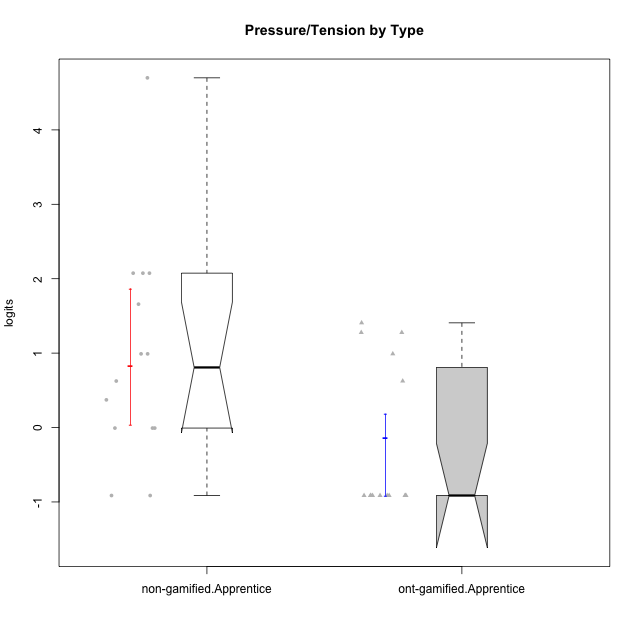 Pressure/Tension by Type
logits
4
3
2
1
0
-1
non-gamified.Apprentice
ont-gamified.Apprentice